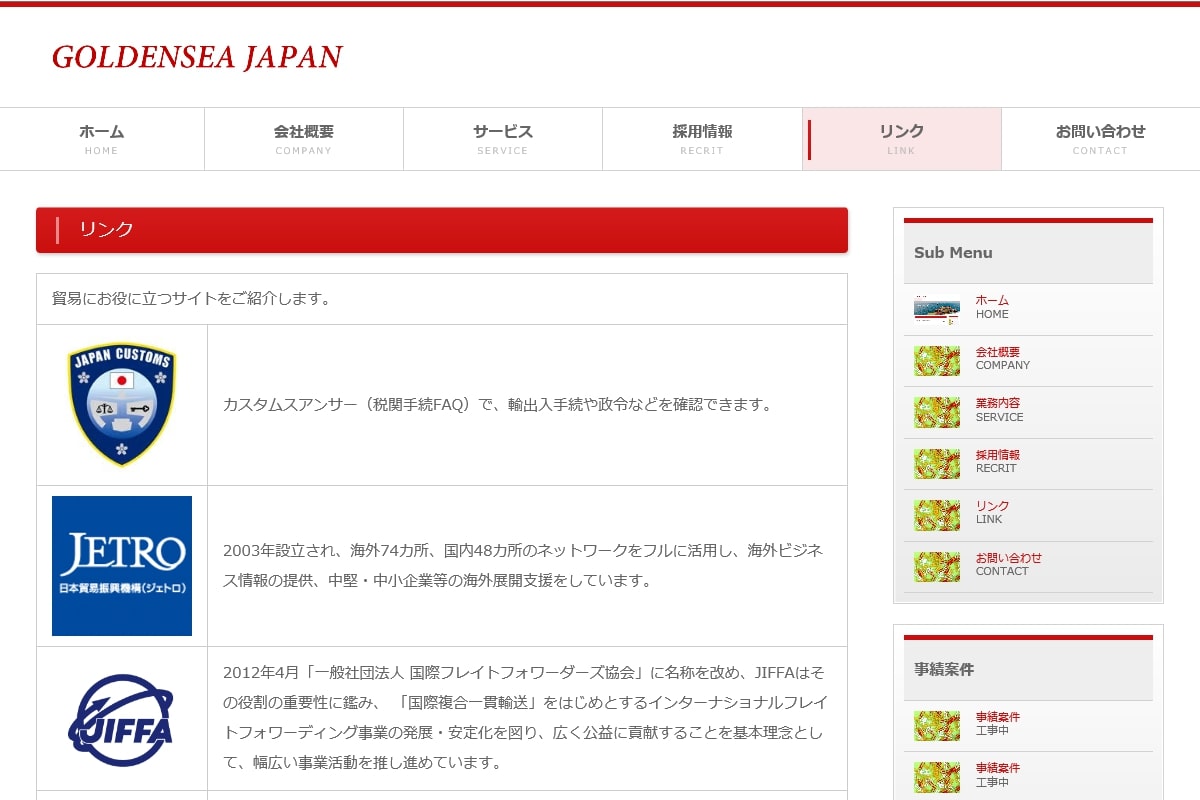 GOLDENSEA JAPAN
ホーム
HOME
会社概要
COMPANY
サービス
SERVICE
採用情報
RECRIT
リンク
LINK
お問い合わせ
CONTACT
リンク
貿易にお役に立つサイトをご紹介します。
JAPAN CUSTOMS
カスタムスアンサー（税関手続FAQ）で、輸出入手続や政令などを確認できます。
JETRO
日本貿易振興機構(ジェトロ)
2003年設立され、海外74カ所、国内48カ所のネットワークをフルに活用し、海外ビジネ
ス情報の提供、中堅・中小企業等の海外展開支援をしています。
JIFFA
2012年4月「一般社団法人 国際フレイトフォワーダーズ協会」に名称を改め、JIFFAはそ
の役割の重要性に鑑み、 「国際複合一貫輸送」をはじめとするインターナショナルフレイ
トフォワーディング事業の発展・安定化を図り、広く公益に貢献することを基本理念とし
て、幅広い事業活動を推し進めています。
Sub Menu
ホーム
HOME
会社概要
COMPANY
業務内容
SERVICE
採用情報
RECRIT
リンク
LINK
お問い合わせ
CONTACT
事績案件
事績案件
工事中
事績案件
工事中